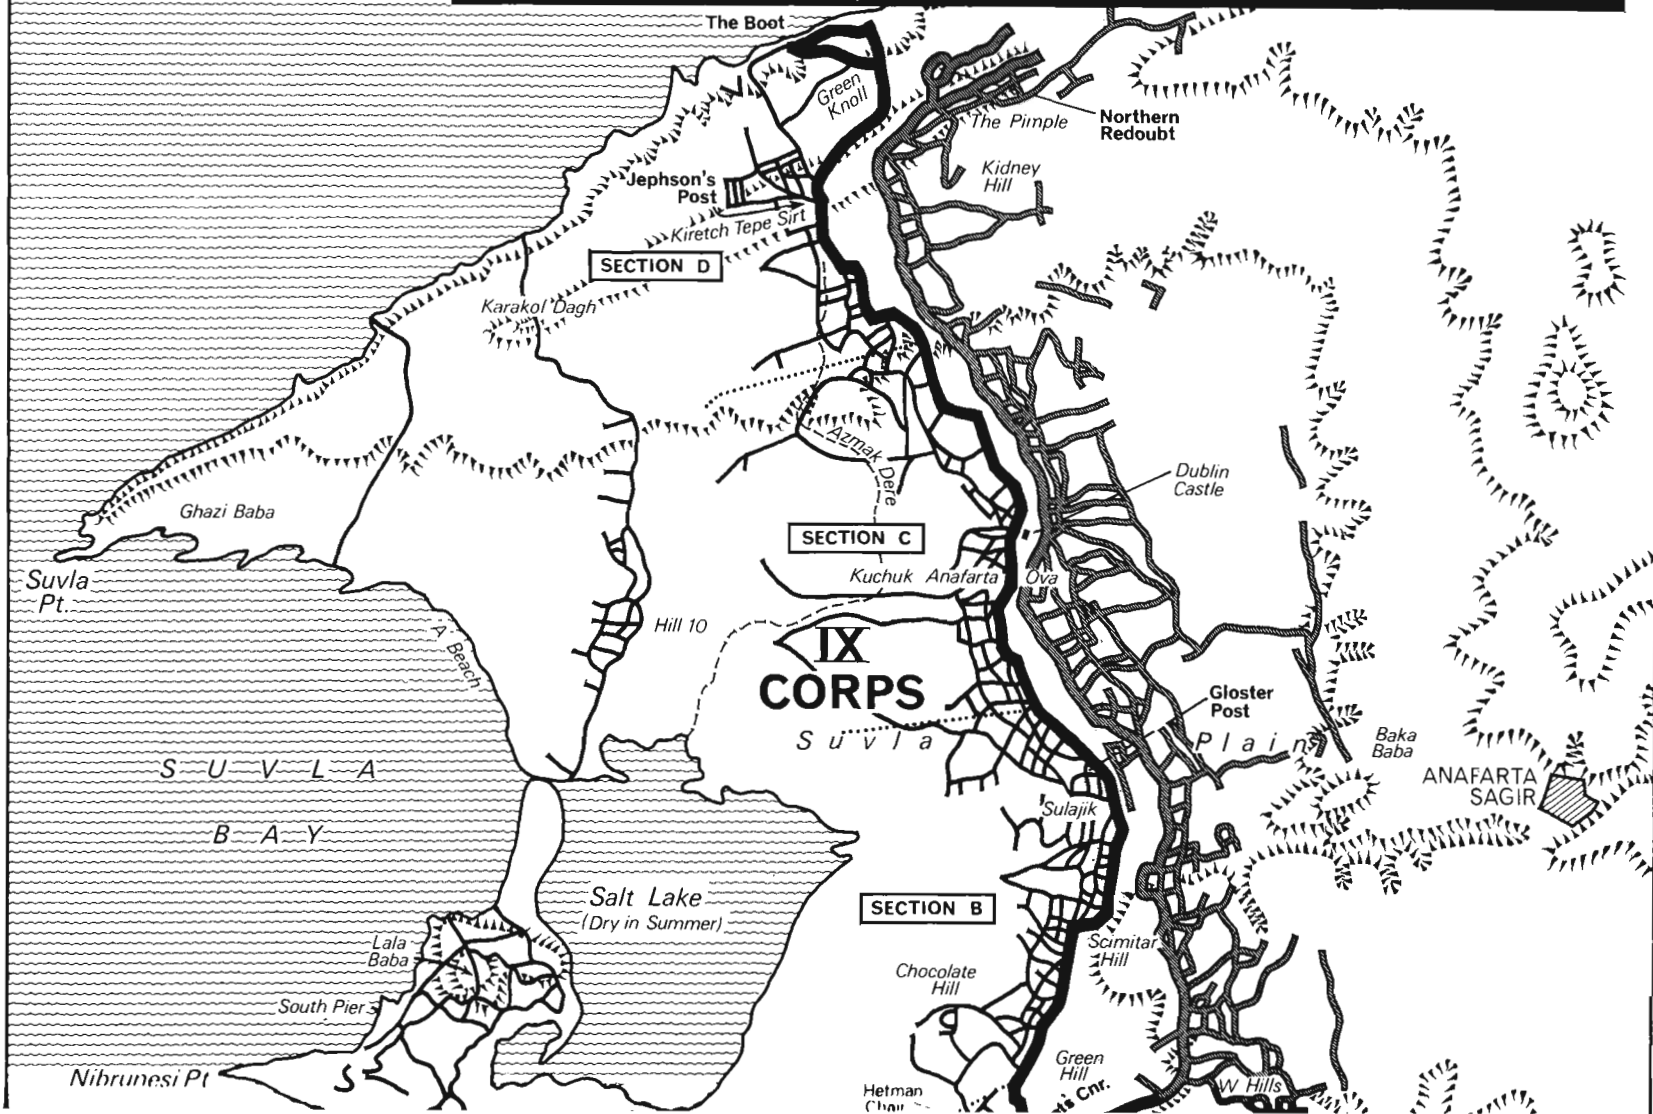 The Boot
Green
Knoll
The Pimple
Northern
Redoubt
Kidney
Hill
Jephson's
Post
Kiretch Tepe Sirt
SECTION D
Karakol Dagh
Azmak Dere
Dublin
Castle
Ghazi Baba
SECTION C
Suvla
Pt.
Kuchuk Anafarta Ova
A Beach
Hill 10
IX
CORPS
Gloster
Post
Suvla Plain
Baka
Baba
ANAFARTA
SAGIR
SUVLA
BAY
Sulajik
Salt Lake
(Dry in Summer)
SECTION B
Lala
Baba
Scimitar
Hill
Chocolate
Hill
South Pier
Green
Hill
Nibrunesi Pt
W Hills
Hetman
Cnr.